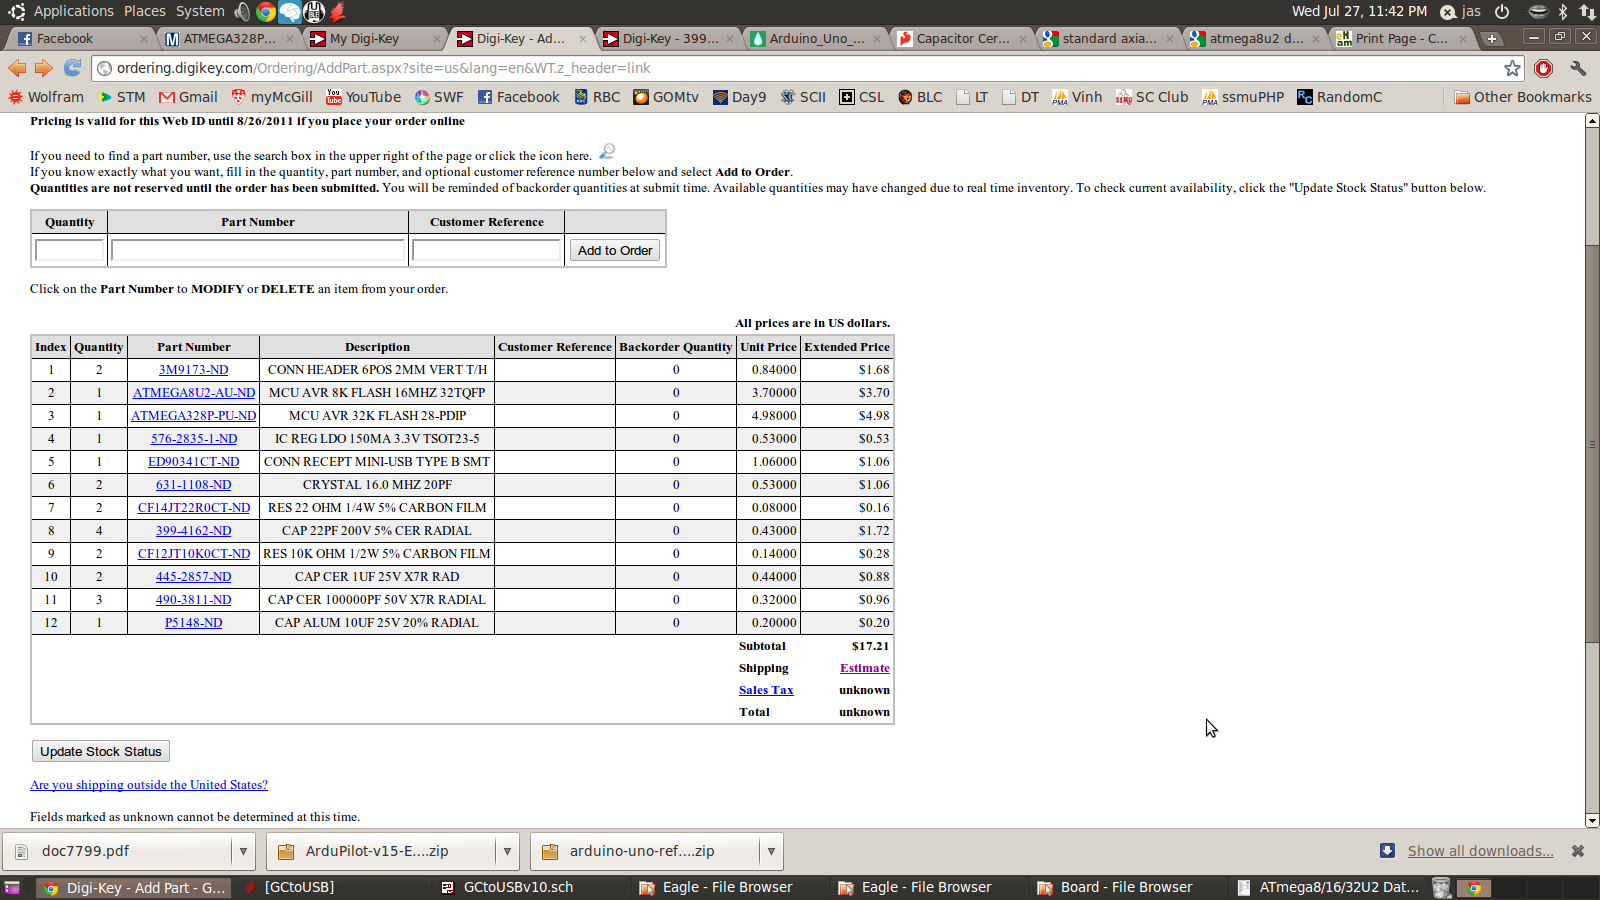 Applications Places System Wed Jul 27, 11:42 PM jas
Facebook ATMEGA328P... My Digi-Key Digi-Key - Ad... Digi-Key - 399... Arduino_Uno_... Capacitor Cer... standard axia... atmega8u2 d... Print Page - C...
ordering.digikey.com/Ordering/AddPart.aspx?site=us&lang=en&WT.z_header=link
Wolfram STM Gmail myMcGill YouTube SWF Facebook RBC GOMtv Day9 SCII CSL BLC LT DT Vinh SC Club ssmuPHP RandomC Other Bookmarks
Pricing is valid for this Web ID until 8/26/2011 if you place your order online
If you need to find a part number, use the search box in the upper right of the page or click the icon here.
If you know exactly what you want, fill in the quantity, part number, and optional customer reference number below and select Add to Order.
Quantities are not reserved until the order has been submitted. You will be reminded of backorder quantities at submit time. Available quantities may have changed due to real time inventory. To check current availability, click the "Update Stock Status" button below.
Quantity Part Number Customer Reference
Add to Order
Click on the Part Number to MODIFY or DELETE an item from your order.
All prices are in US dollars.
Index Quantity Part Number Description Customer Reference Backorder Quantity Unit Price Extended Price
1 2 3M9173-ND CONN HEADER 6POS 2MM VERT T/H 0 0.84000 $1.68
2 1 ATMEGA8U2-AU-ND MCU AVR 8K FLASH 16MHZ 32TQFP 0 3.70000 $3.70
3 1 ATMEGA328P-PU-ND MCU AVR 32K FLASH 28-PDIP 0 4.98000 $4.98
4 1 576-2835-1-ND IC REG LDO 150MA 3.3V TSOT23-5 0 0.53000 $0.53
5 1 ED90341CT-ND CONN RECEPT MINI-USB TYPE B SMT 0 1.06000 $1.06
6 2 631-1108-ND CRYSTAL 16.0 MHZ 20PF 0 0.53000 $1.06
7 2 CF14JT22R0CT-ND RES 22 OHM 1/4W 5% CARBON FILM 0 0.08000 $0.16
8 4 399-4162-ND CAP 22PF 200V 5% CER RADIAL 0 0.43000 $1.72
9 2 CF12JT10K0CT-ND RES 10K OHM 1/2W 5% CARBON FILM 0 0.14000 $0.28
10 2 445-2857-ND CAP CER 1UF 25V X7R RAD 0 0.44000 $0.88
11 3 490-3811-ND CAP CER 100000PF 50V X7R RADIAL 0 0.32000 $0.96
12 1 P5148-ND CAP ALUM 10UF 25V 20% RADIAL 0 0.20000 $0.20
Subtotal $17.21
Shipping Estimate
Sales Tax unknown
Total unknown
Update Stock Status
Are you shipping outside the United States?
Fields marked as unknown cannot be determined at this time.
doc7799.pdf ArduPilot-v15-E....zip arduino-uno-ref....zip Show all downloads...
Digi-Key - Add Part - G... [GCtoUSB] GCtoUSBv10.sch Eagle - File Browser Eagle - File Browser Board - File Browser ATmega8/16/32U2 Dat...